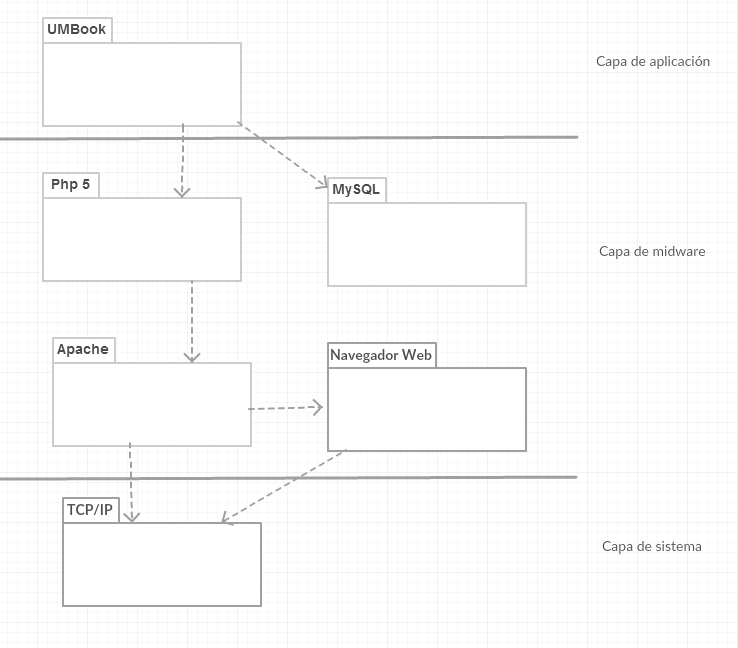 UMBook
Capa de aplicación
Php 5
MySQL
Capa de midware
Apache
Navegador Web
TCP/IP
Capa de sistema